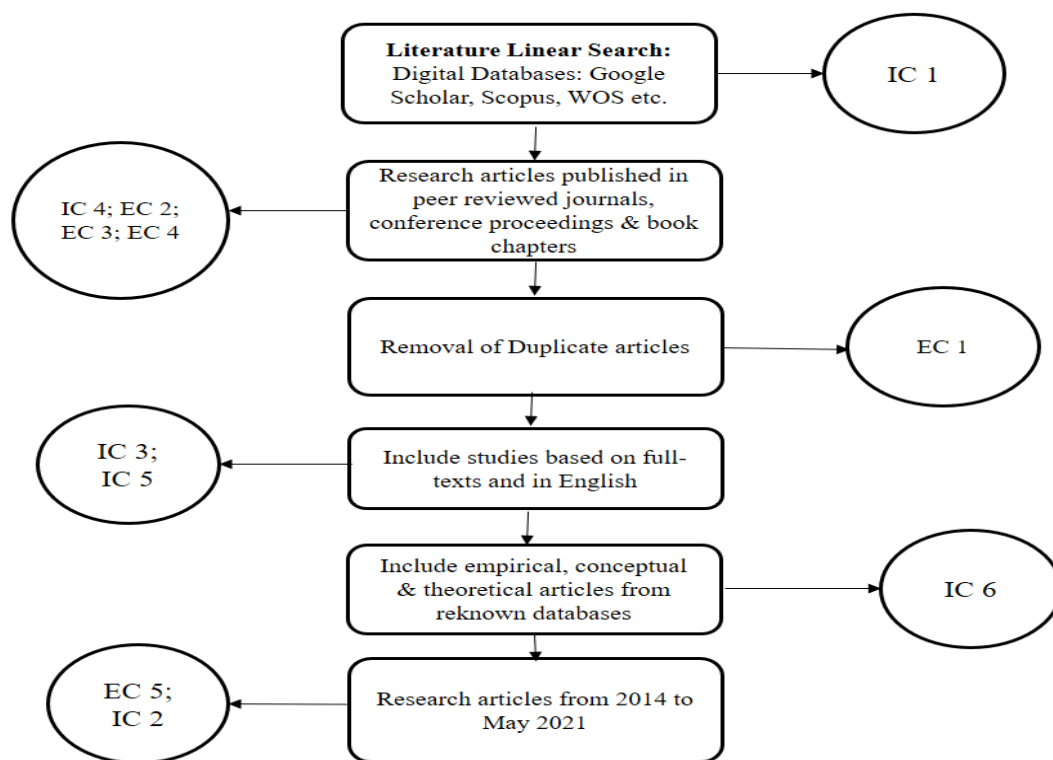 Literature Linear Search:
Digital Databases: Google
Scholar, Scopus, WOS etc.
IC 1
Research articles published in
peer reviewed journals,
conference proceedings & book
chapters
IC 4; EC 2;
EC 3; EC 4
Removal of Duplicate articles
EC 1
Include studies based on full-
texts and in English
IC 3;
IC 5
Include empirical, conceptual
& theoretical articles from
reknown databases
IC 6
Research articles from 2014 to
May 2021
EC 5;
IC 2